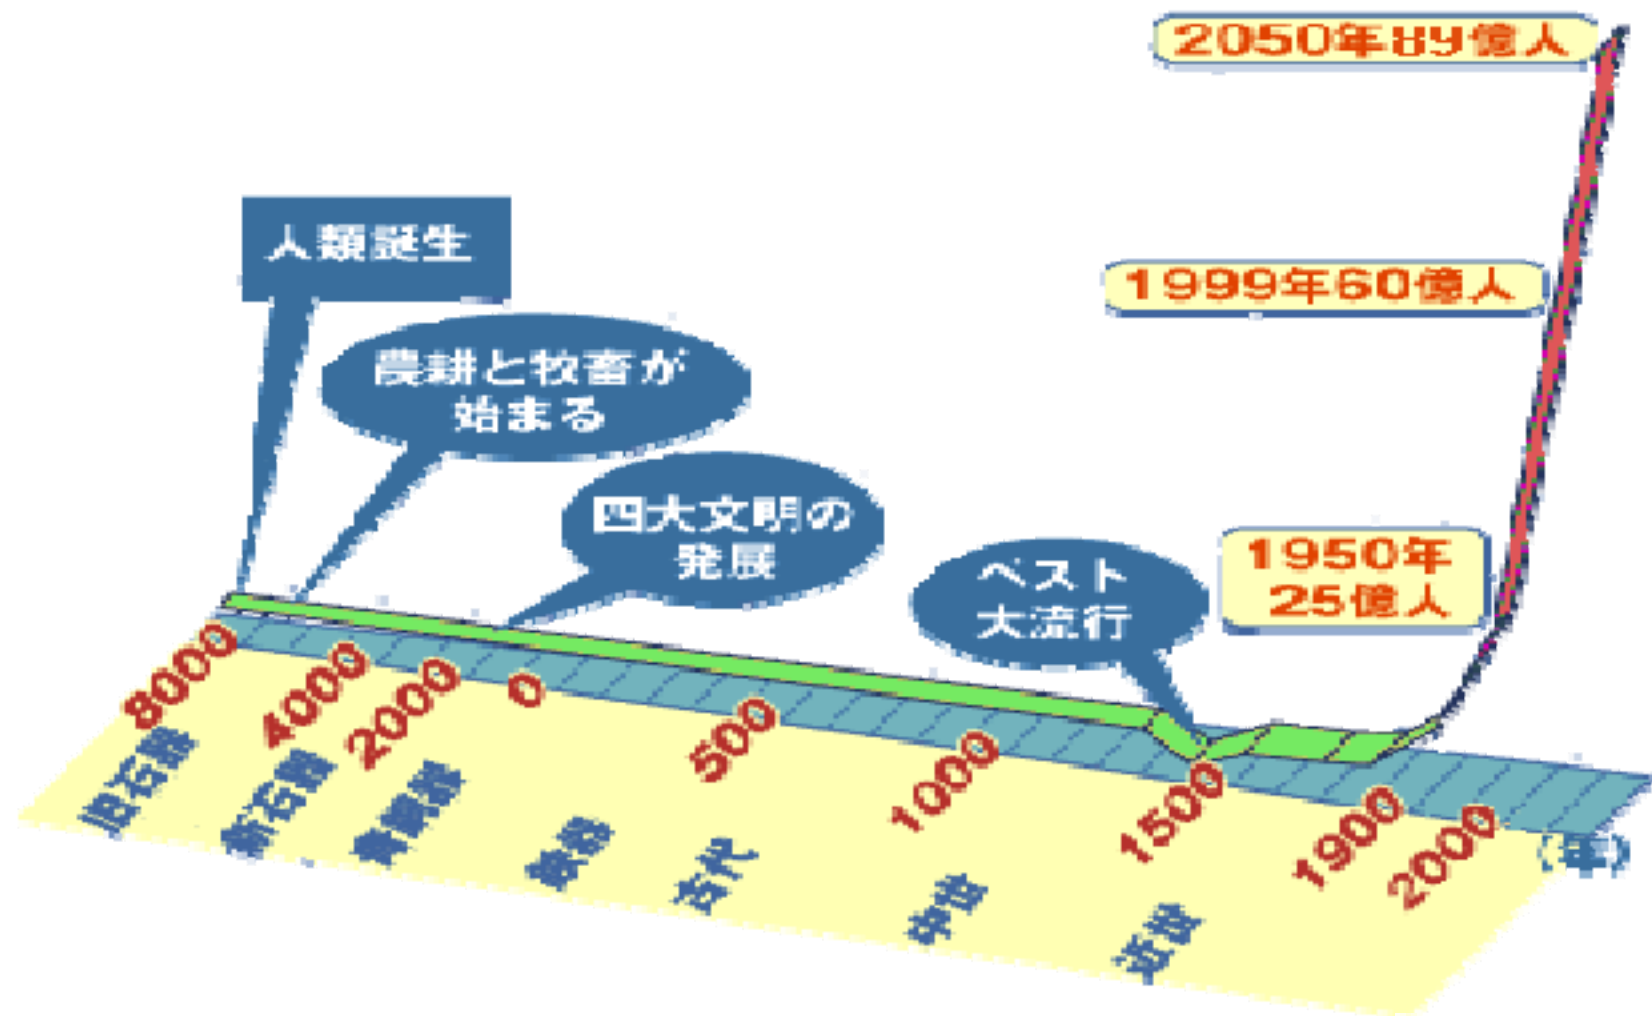 2050年89億人
人類誕生
1999年60億人
農耕と牧畜が
始まる
四大文明の
発展
ペスト
大流行
1950年
25億人
8000
4000
2000
0
500
1000
1500
1900
2000
(年)
旧石器
新石器
青銅器
鉄器
古代
中世
近世